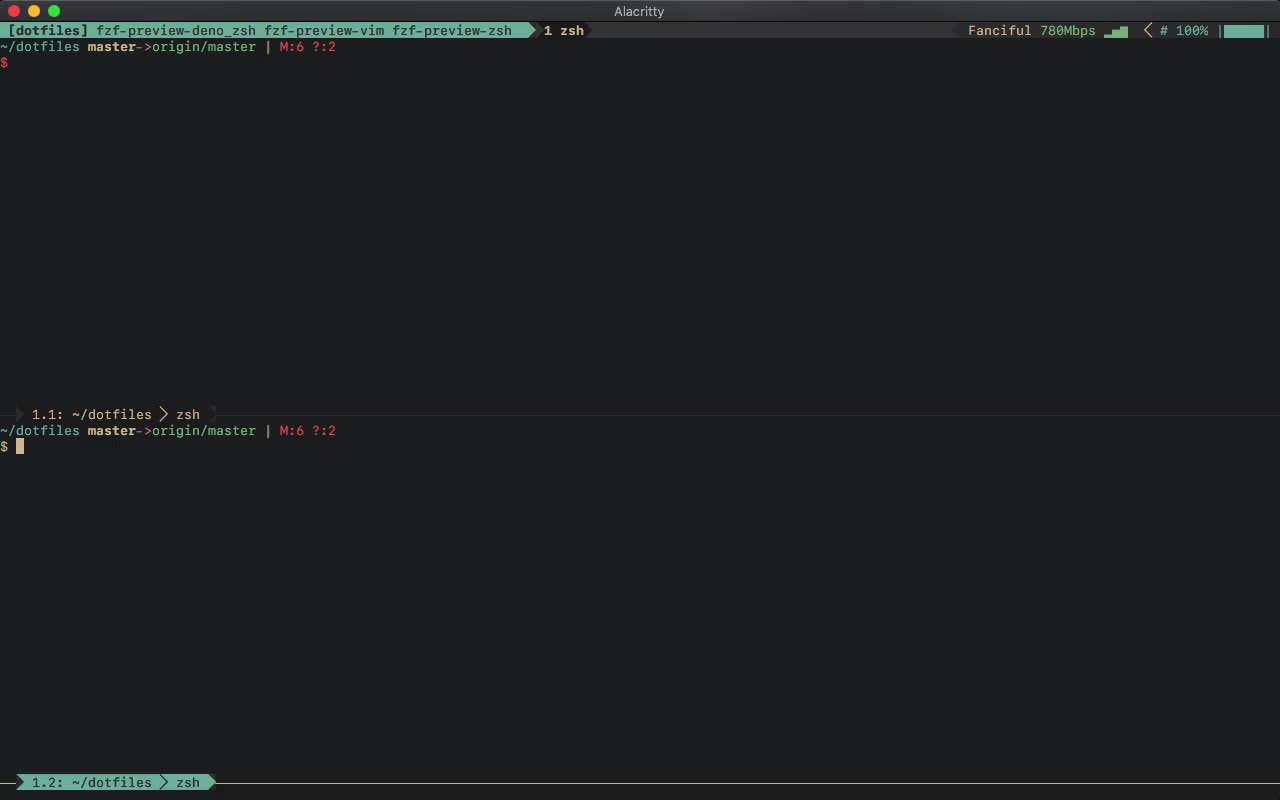 Alacritty
[dotfiles] fzf-preview-deno_zsh fzf-preview-vim fzf-preview-zsh 1 zsh Fanciful 780Mbps # 100%
~/dotfiles master->origin/master | M:6 ?:2
$
1.1: ~/dotfiles zsh
~/dotfiles master->origin/master | M:6 ?:2
$
1.2: ~/dotfiles zsh